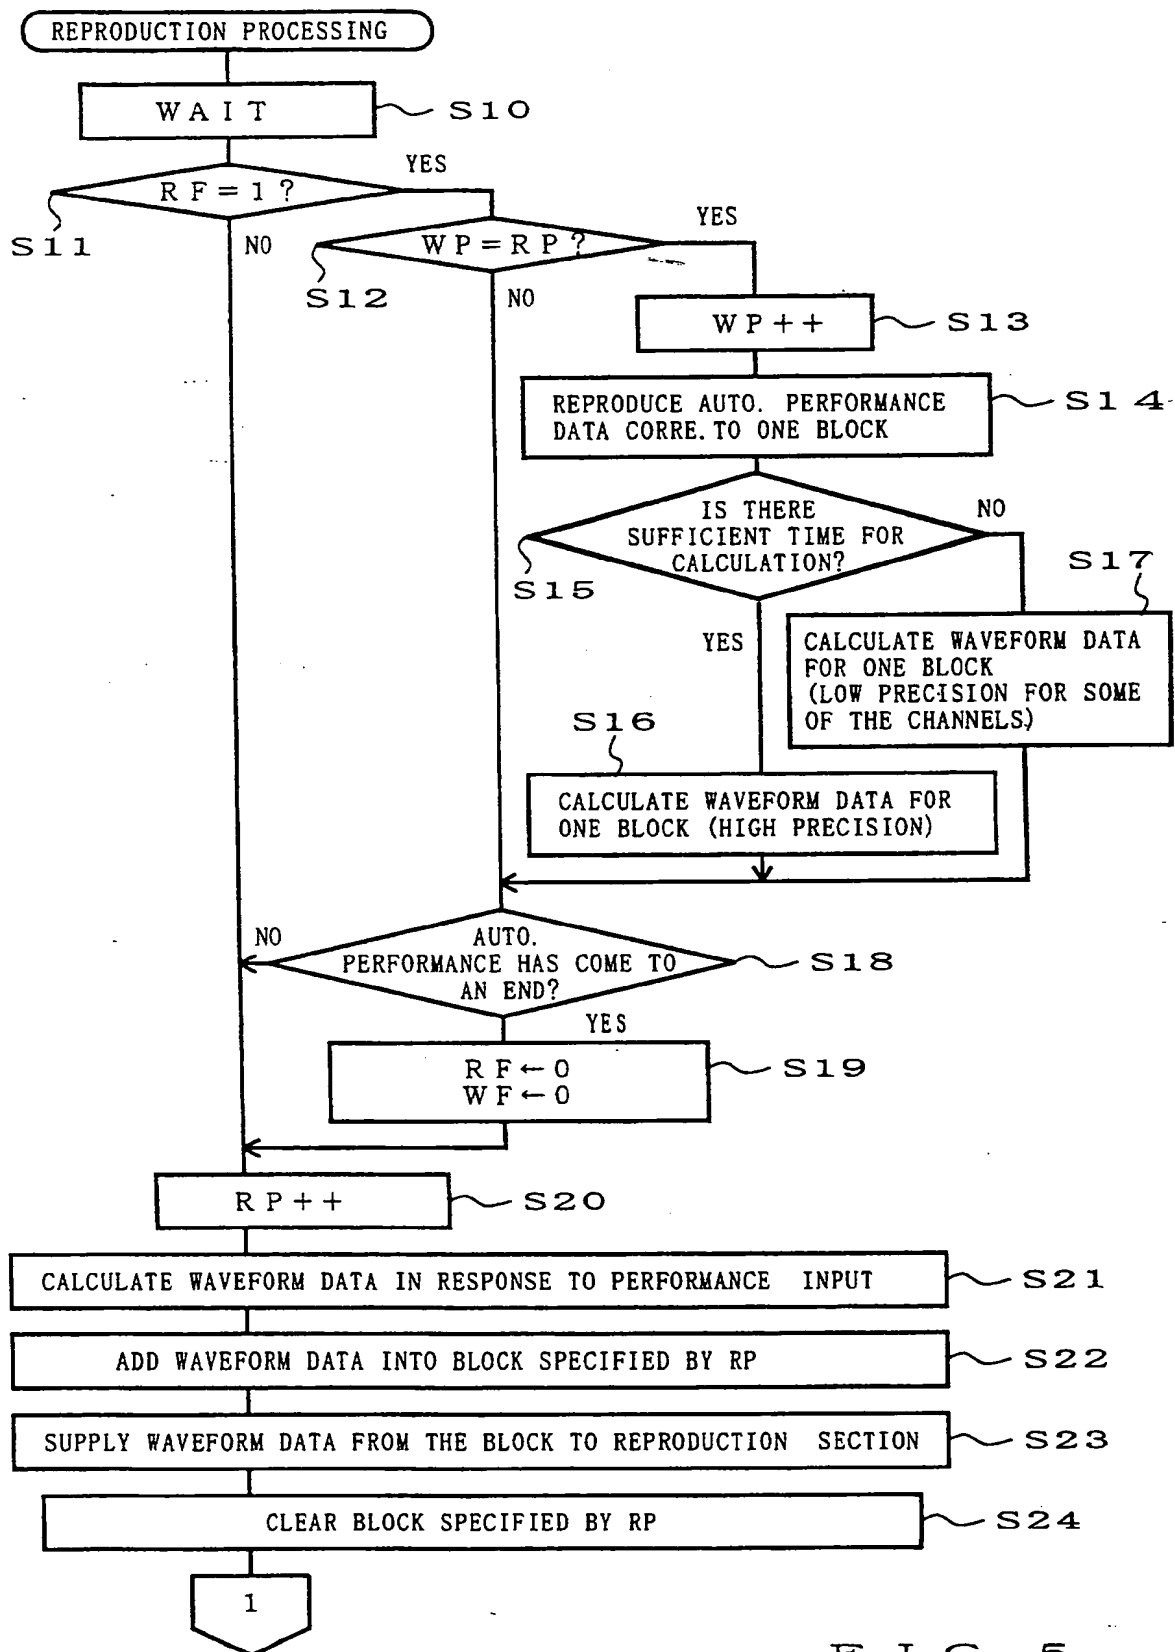 REPRODUCTION PROCESSING
WAIT
S10
RF=1?
YES
S11
NO
WP=RP?
YES
S12
NO
WP++
S13
REPRODUCE AUTO. PERFORMANCE
DATA CORRE. TO ONE BLOCK
S14
IS THERE
SUFFICIENT TIME FOR
CALCULATION?
NO
S15
YES
S17
CALCULATE WAVEFORM DATA
FOR ONE BLOCK
(LOW PRECISION FOR SOME
OF THE CHANNELS.)
S16
CALCULATE WAVEFORM DATA FOR
ONE BLOCK (HIGH PRECISION)
NO
AUTO.
PERFORMANCE HAS COME TO
AN END?
S18
YES
RF←0
WF←0
S19
RP++
S20
CALCULATE WAVEFORM DATA IN RESPONSE TO PERFORMANCE INPUT
S21
ADD WAVEFORM DATA INTO BLOCK SPECIFIED BY RP
S22
SUPPLY WAVEFORM DATA FROM THE BLOCK TO REPRODUCTION SECTION
S23
CLEAR BLOCK SPECIFIED BY RP
S24
1
FIG. 5